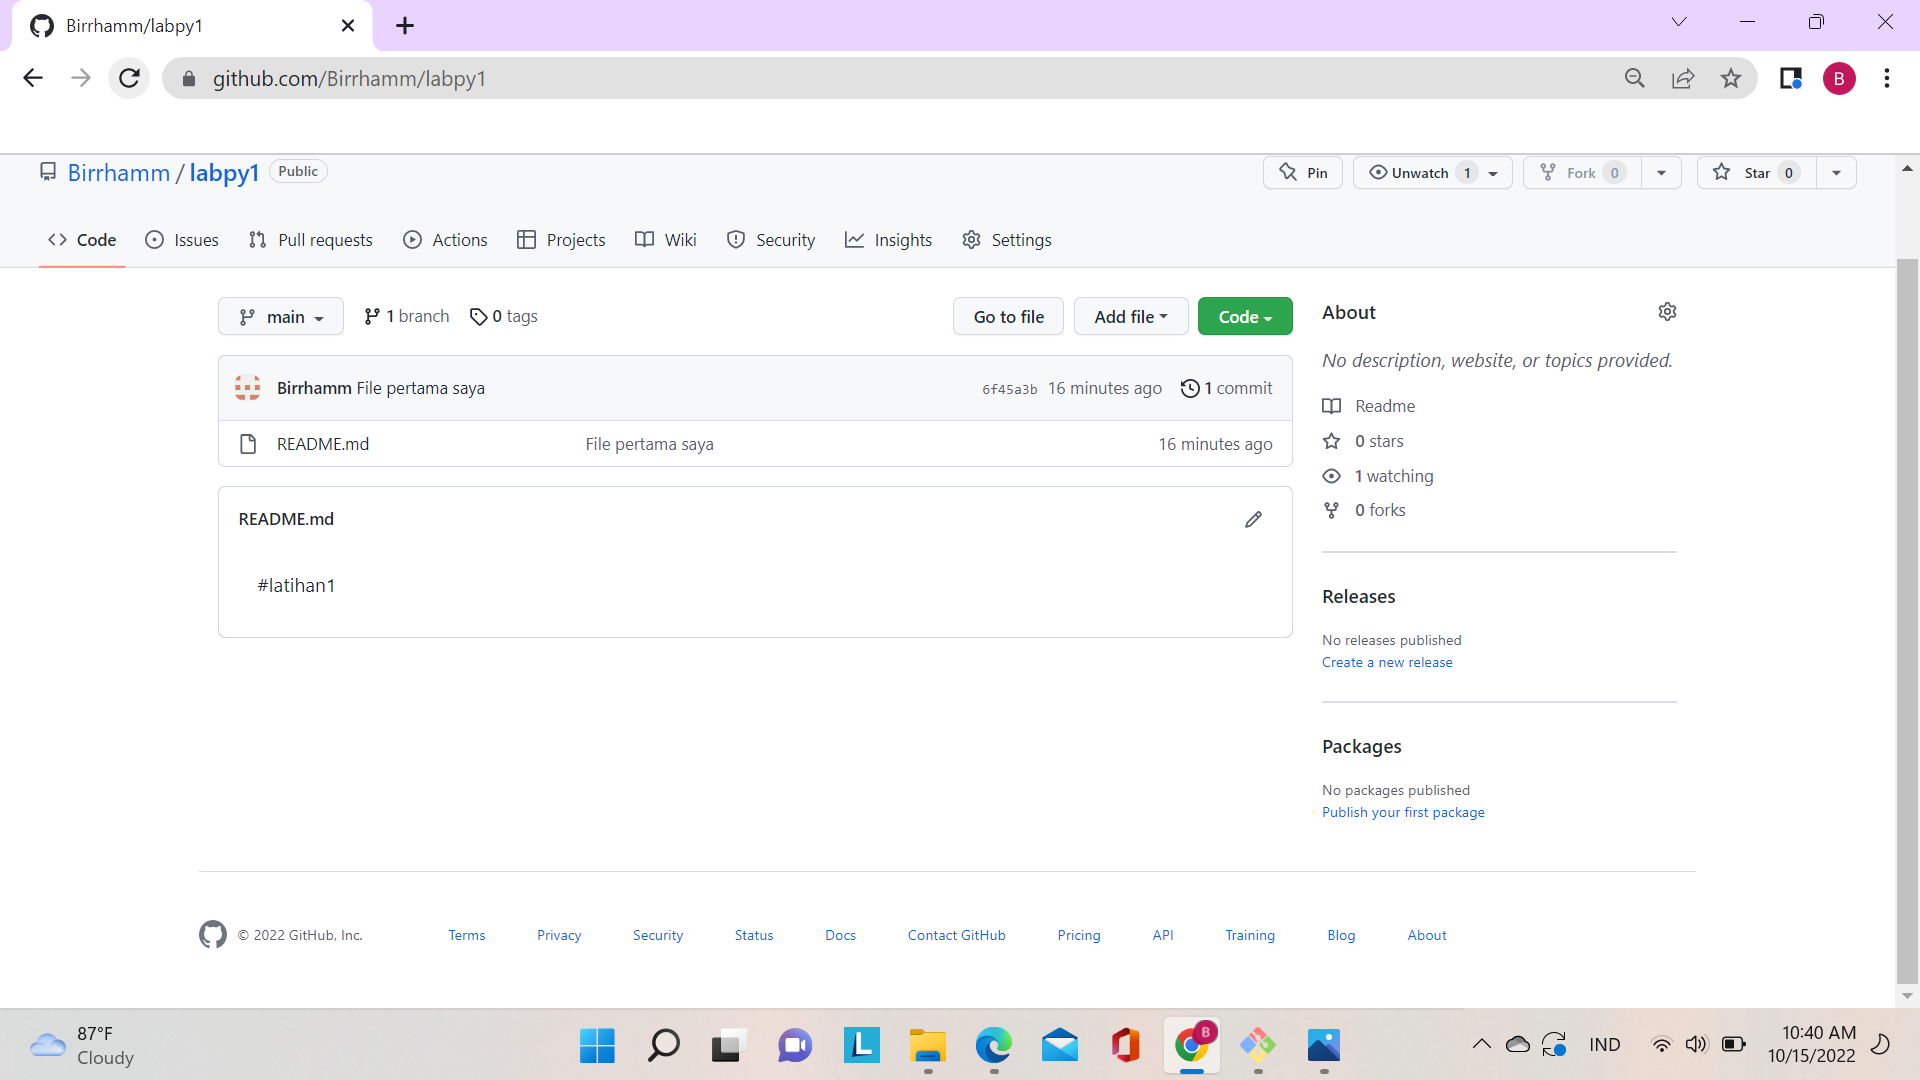 Birrhamm/labpy1
github.com/Birrhamm/labpy1
B
Birrhamm / labpy1 Public
Pin
Unwatch 1
Fork 0
Star 0
Code
Issues
Pull requests
Actions
Projects
Wiki
Security
Insights
Settings
main
1 branch
0 tags
Go to file
Add file
Code
Birrhamm File pertama saya
6f45a3b 16 minutes ago
1 commit
README.md File pertama saya 16 minutes ago
README.md
#latihan1
About
No description, website, or topics provided.
Readme
0 stars
1 watching
0 forks
Releases
No releases published
Create a new release
Packages
No packages published
Publish your first package
© 2022 GitHub, Inc. Terms Privacy Security Status Docs Contact GitHub Pricing API Training Blog About
87°F
Cloudy
L
B
IND
10:40 AM
10/15/2022